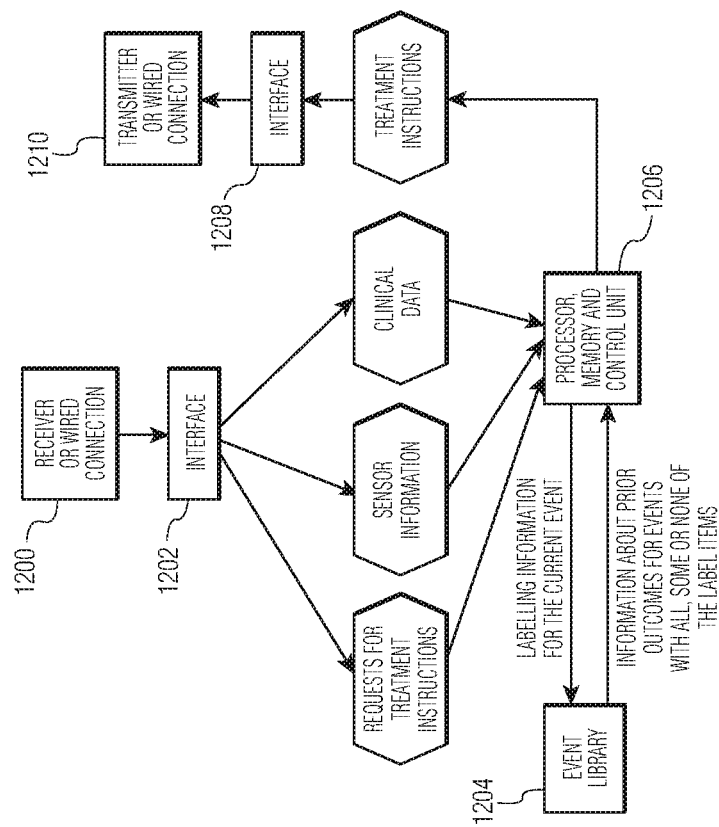 1200
RECEIVER
OR WIRED
CONNECTION
1202
INTERFACE
REQUESTS FOR
TREATMENT
INSTRUCTIONS
SENSOR
INFORMATION
CLINICAL
DATA
1204
EVENT
LIBRARY
LABELLING INFORMATION
FOR THE CURRENT EVENT
INFORMATION ABOUT PRIOR
OUTCOMES FOR EVENTS
WITH ALL, SOME OR NONE OF
THE LABEL ITEMS
PROCESSOR,
MEMORY AND
CONTROL UNIT
1206
TREATMENT
INSTRUCTIONS
INTERFACE
1208
TRANSMITTER
OR WIRED
CONNECTION
1210